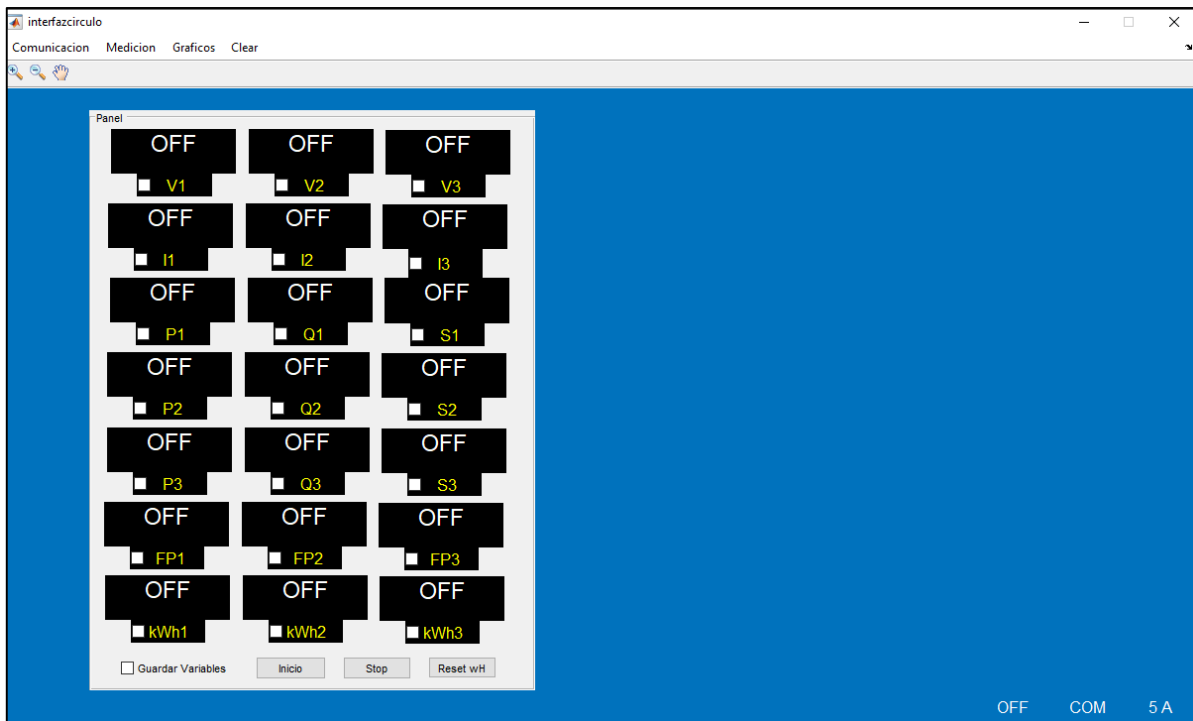 interfazcirculo
Comunicacion Medicion Graficos Clear
Panel
OFF OFF OFF
V1 V2 V3
OFF OFF OFF
I1 I2 I3
OFF OFF OFF
P1 Q1 S1
OFF OFF OFF
P2 Q2 S2
OFF OFF OFF
P3 Q3 S3
OFF OFF OFF
FP1 FP2 FP3
OFF OFF OFF
kWh1 kWh2 kWh3
Guardar Variables Inicio Stop Reset wH
OFF COM 5 A